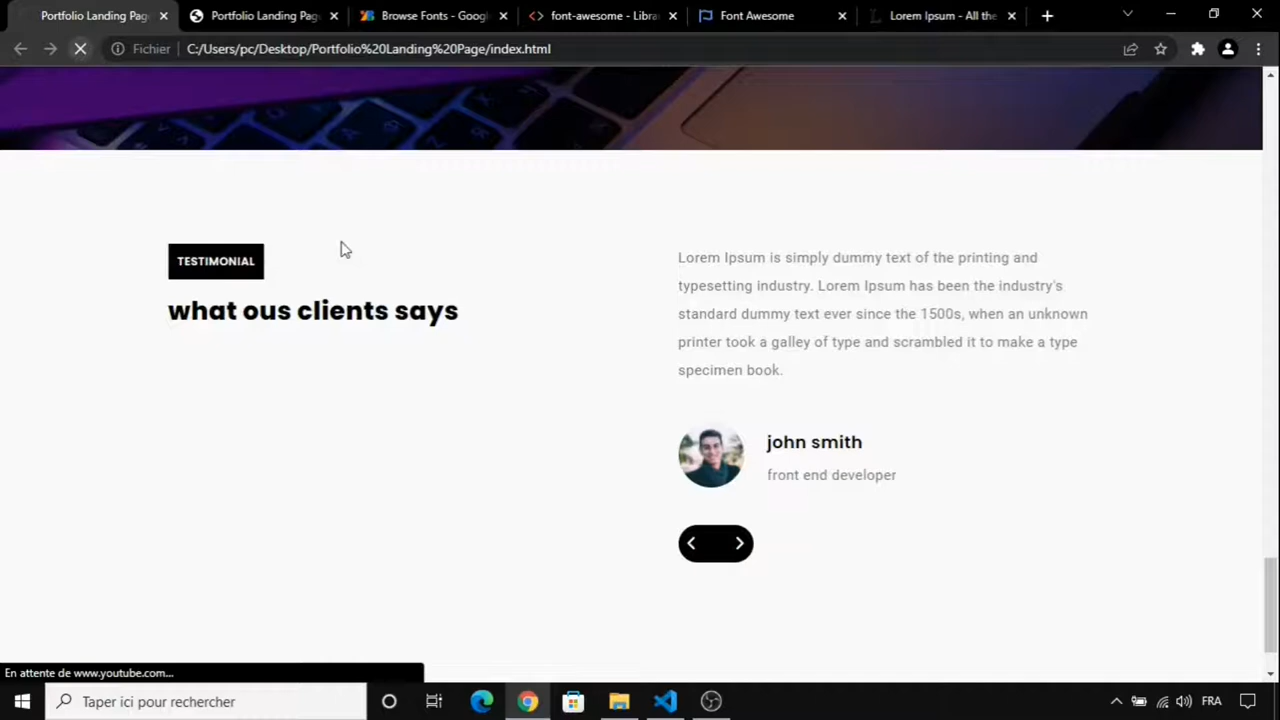 Portfolio Landing Pag
Portfolio Landing Pag
Browse Fonts - Googl
font-awesome - Libra
Font Awesome
Lorem Ipsum - All the
Fichier
C:/Users/pc/Desktop/Portfolio%20Landing%20Page/index.html
TESTIMONIAL
what ous clients says
Lorem Ipsum is simply dummy text of the printing and
typesetting industry. Lorem Ipsum has been the industry's
standard dummy text ever since the 1500s, when an unknown
printer took a galley of type and scrambled it to make a type
specimen book.
john smith
front end developer
En attente de www.youtube.com...
Taper ici pour rechercher
FRA